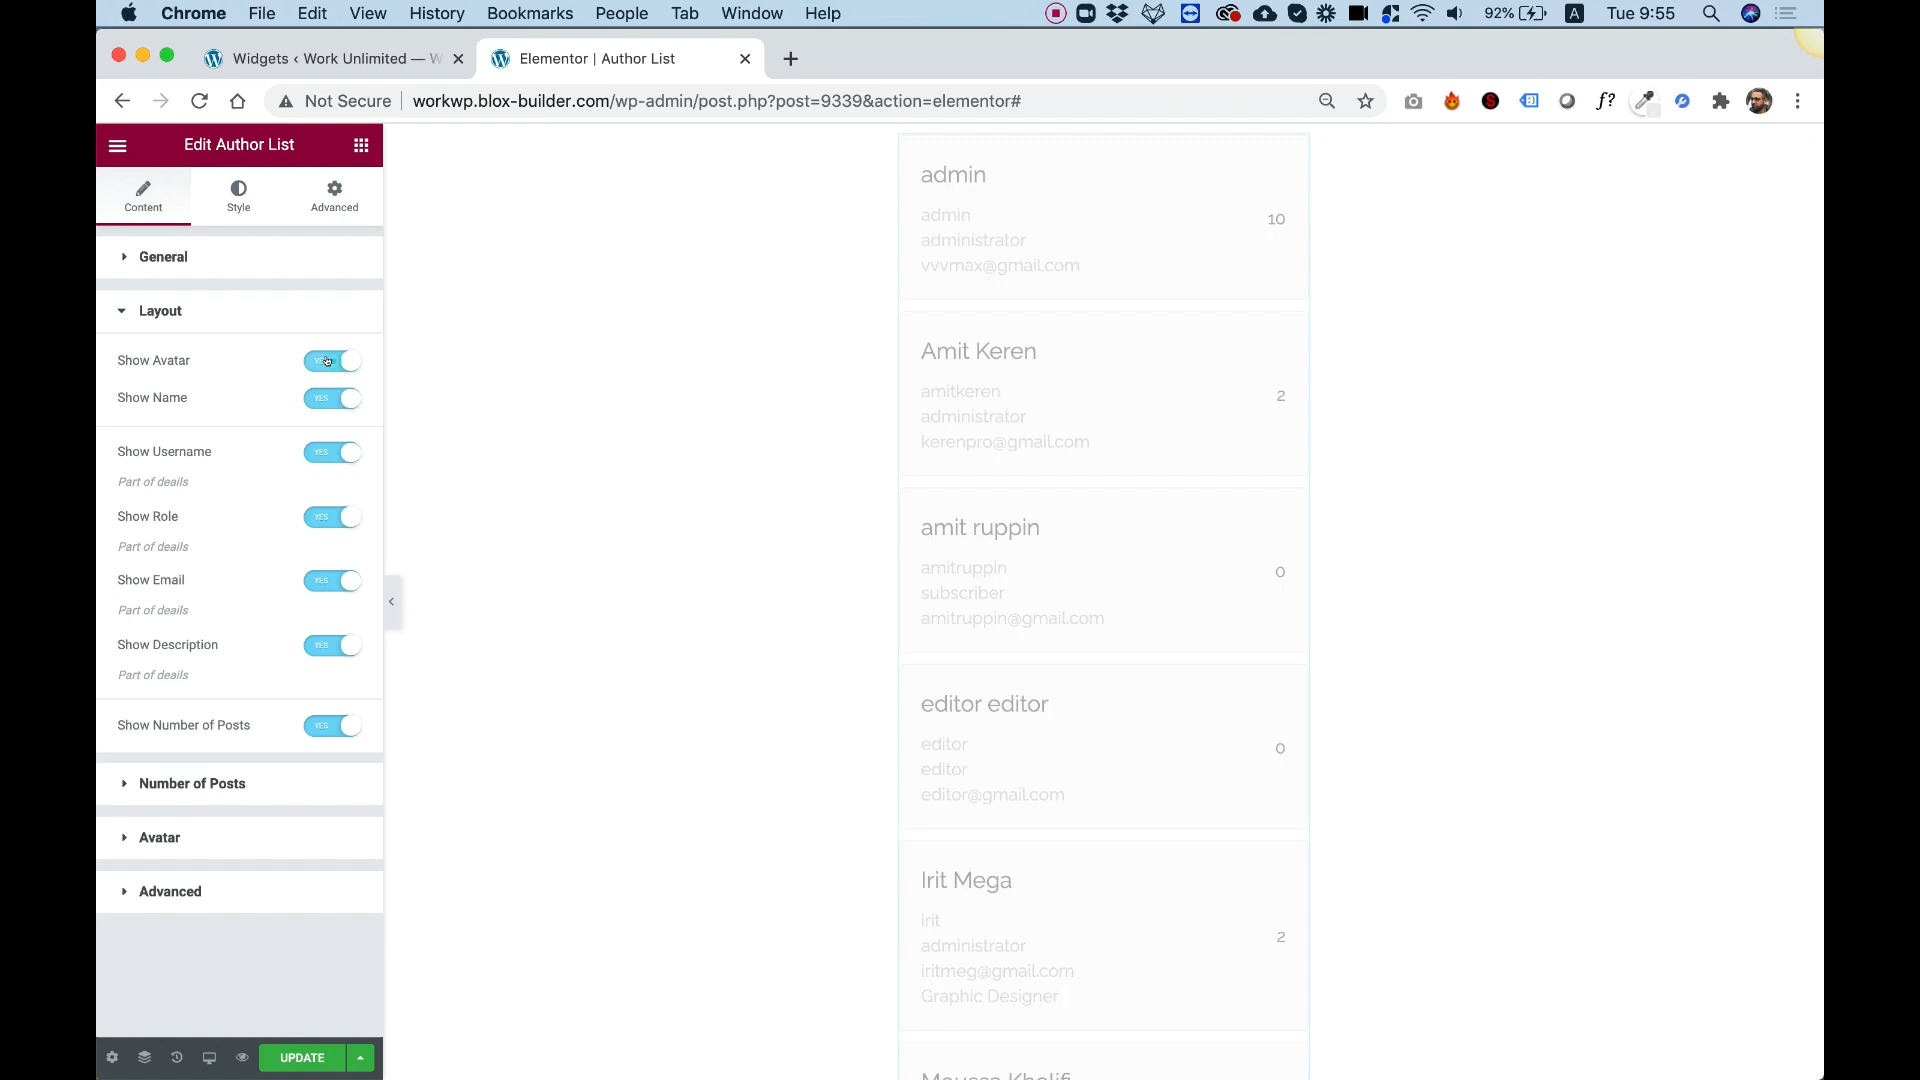 Chrome File Edit View History Bookmarks People Tab Window Help 92% A Tue 9:55
Widgets ‹ Work Unlimited — W Elementor | Author List
Not Secure workwp.blox-builder.com/wp-admin/post.php?post=9339&action=elementor# f?
Edit Author List
Content Style Advanced
General
Layout
Show Avatar YES
Show Name YES
Show Username YES
Part of deails
Show Role YES
Part of deails
Show Email YES
Part of deails
Show Description YES
Part of deails
Show Number of Posts YES
Number of Posts
Avatar
Advanced
UPDATE
admin
admin
administrator
vvvmax@gmail.com
10
Amit Keren
amitkeren
administrator
kerenpro@gmail.com
2
amit ruppin
amitruppin
subscriber
amitruppin@gmail.com
0
editor editor
editor
editor
editor@gmail.com
0
Irit Mega
irit
administrator
iritmeg@gmail.com
Graphic Designer
2